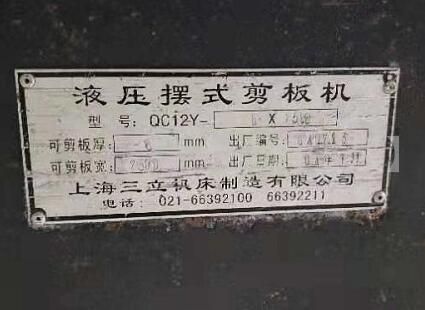 液压摆式剪板机
型 号: QC12Y- X
可剪板厚: mm 出厂编号:
可剪板宽: mm 出厂日期:
上海三立机床制造有限公司
电话: 021-66392100 66392211